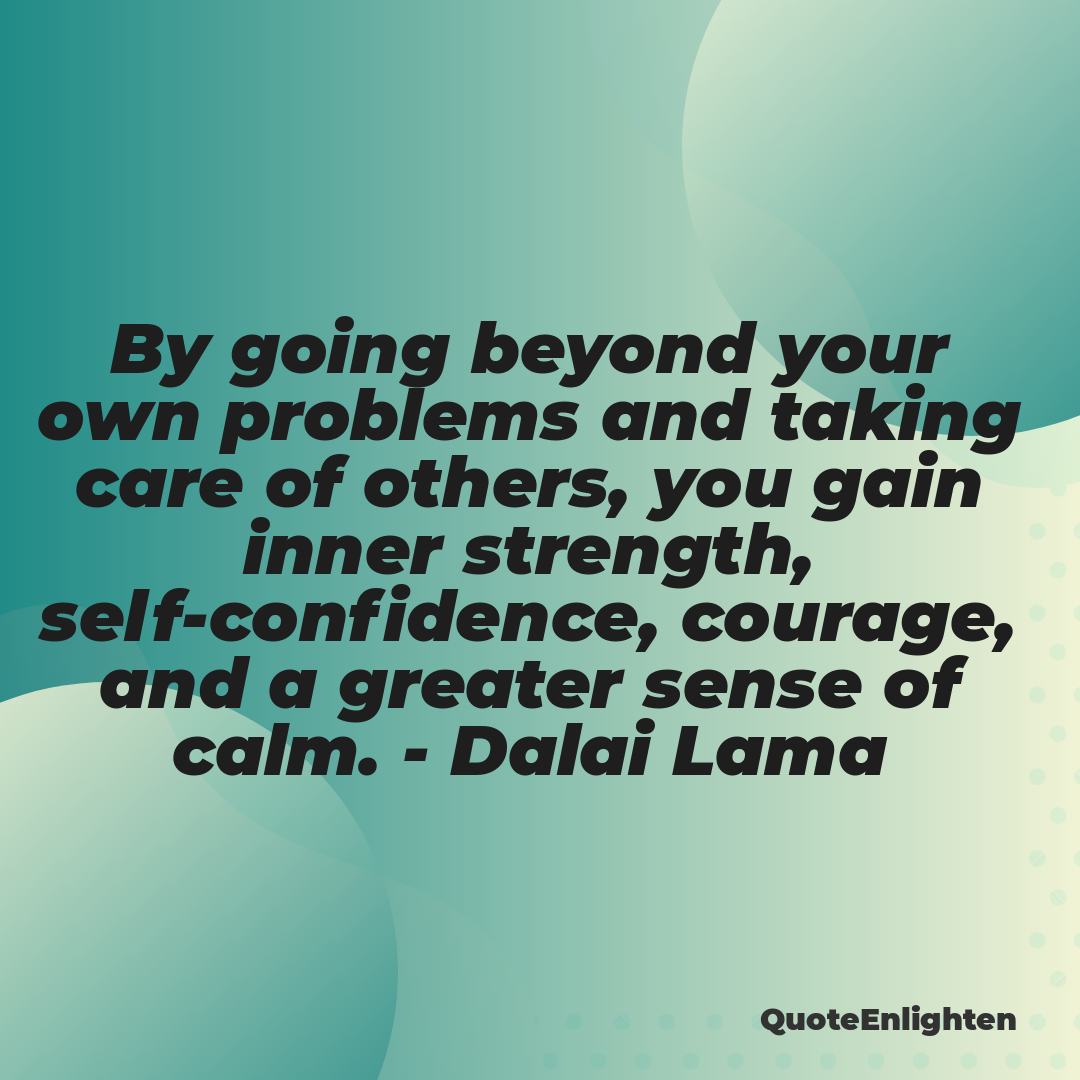 By going beyond your
own problems and taking
care of others, you gain
inner strength,
self-confidence, courage,
and a greater sense of
calm. - Dalai Lama
QuoteEnlighten